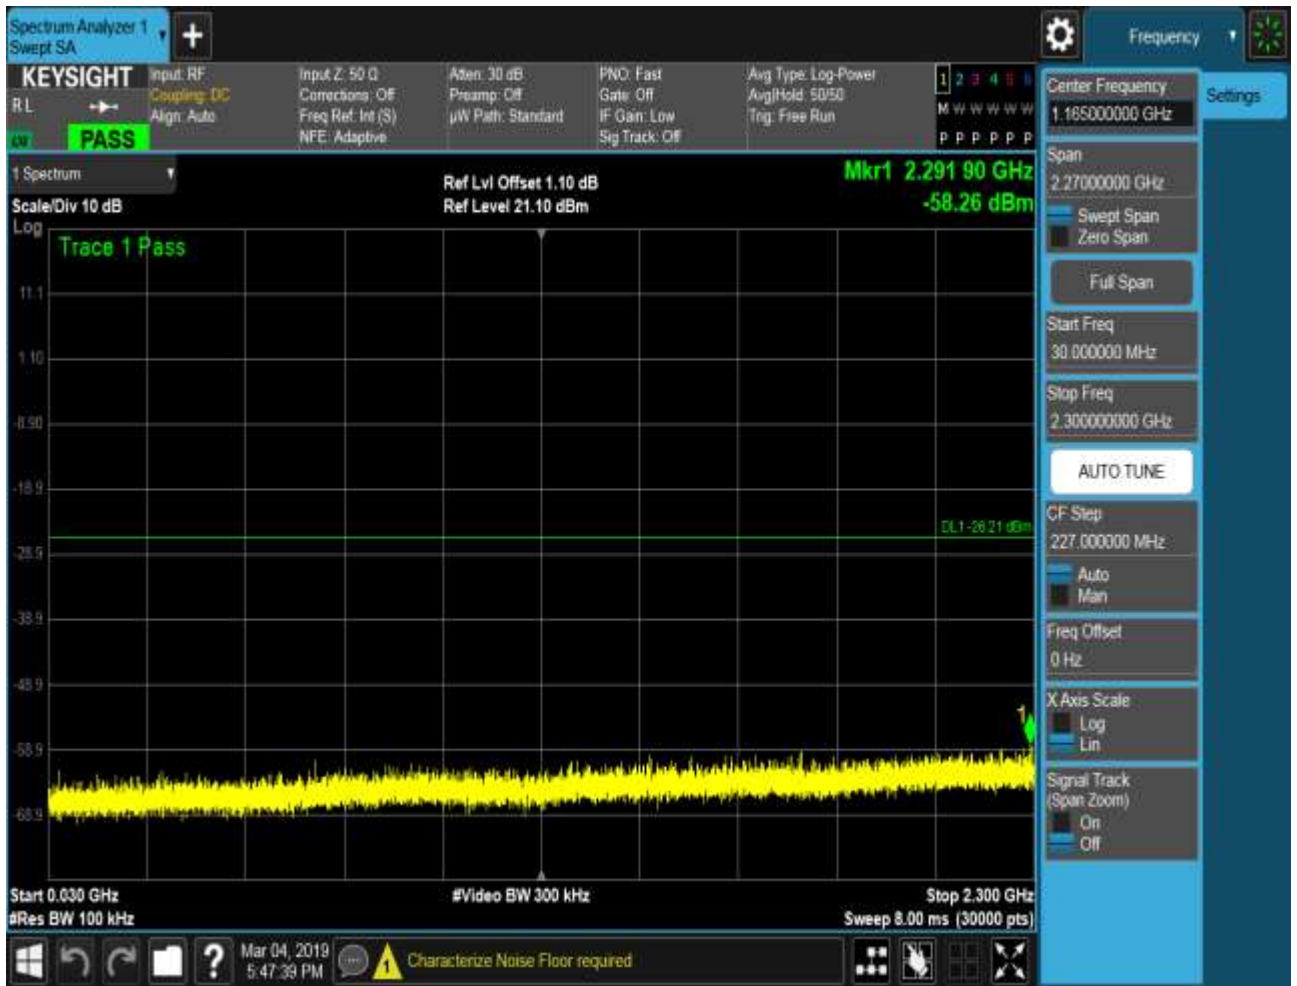 Spectrum Analyzer 1
Swept SA
Frequency
KEYSIGHT
R L
PASS
Input: RF
Coupling: DC
Align: Auto
Input Z: 50 Ω
Corrections: Off
Freq Ref: Int (S)
NFE: Adaptive
Atten: 30 dB
Preamp: Off
µW Path: Standard
PNO: Fast
Gate: Off
IF Gain: Low
Sig Track: Off
Avg Type: Log-Power
Avg|Hold: 50/50
Trig: Free Run
1 2 3 4 5 6
M W W W W W
P P P P P P
1 Spectrum
Scale/Div 10 dB
Log
Ref Lvl Offset 1.10 dB
Ref Level 21.10 dBm
Mkr1 2.291 90 GHz
-58.26 dBm
Trace 1 Pass
11.1
1.10
-8.90
-18.9
DL1 -26.21 dBm
-28.9
-38.9
-48.9
1
-58.9
-68.9
Start 0.030 GHz
#Video BW 300 kHz
Stop 2.300 GHz
#Res BW 100 kHz
Sweep 8.00 ms (30000 pts)
Center Frequency
1.165000000 GHz
Settings
Span
2.27000000 GHz
Swept Span
Zero Span
Full Span
Start Freq
30.000000 MHz
Stop Freq
2.300000000 GHz
AUTO TUNE
CF Step
227.000000 MHz
Auto
Man
Freq Offset
0 Hz
X Axis Scale
Log
Lin
Signal Track
(Span Zoom)
On
Off
?
Mar 04, 2019
5:47:39 PM
1
Characterize Noise Floor required